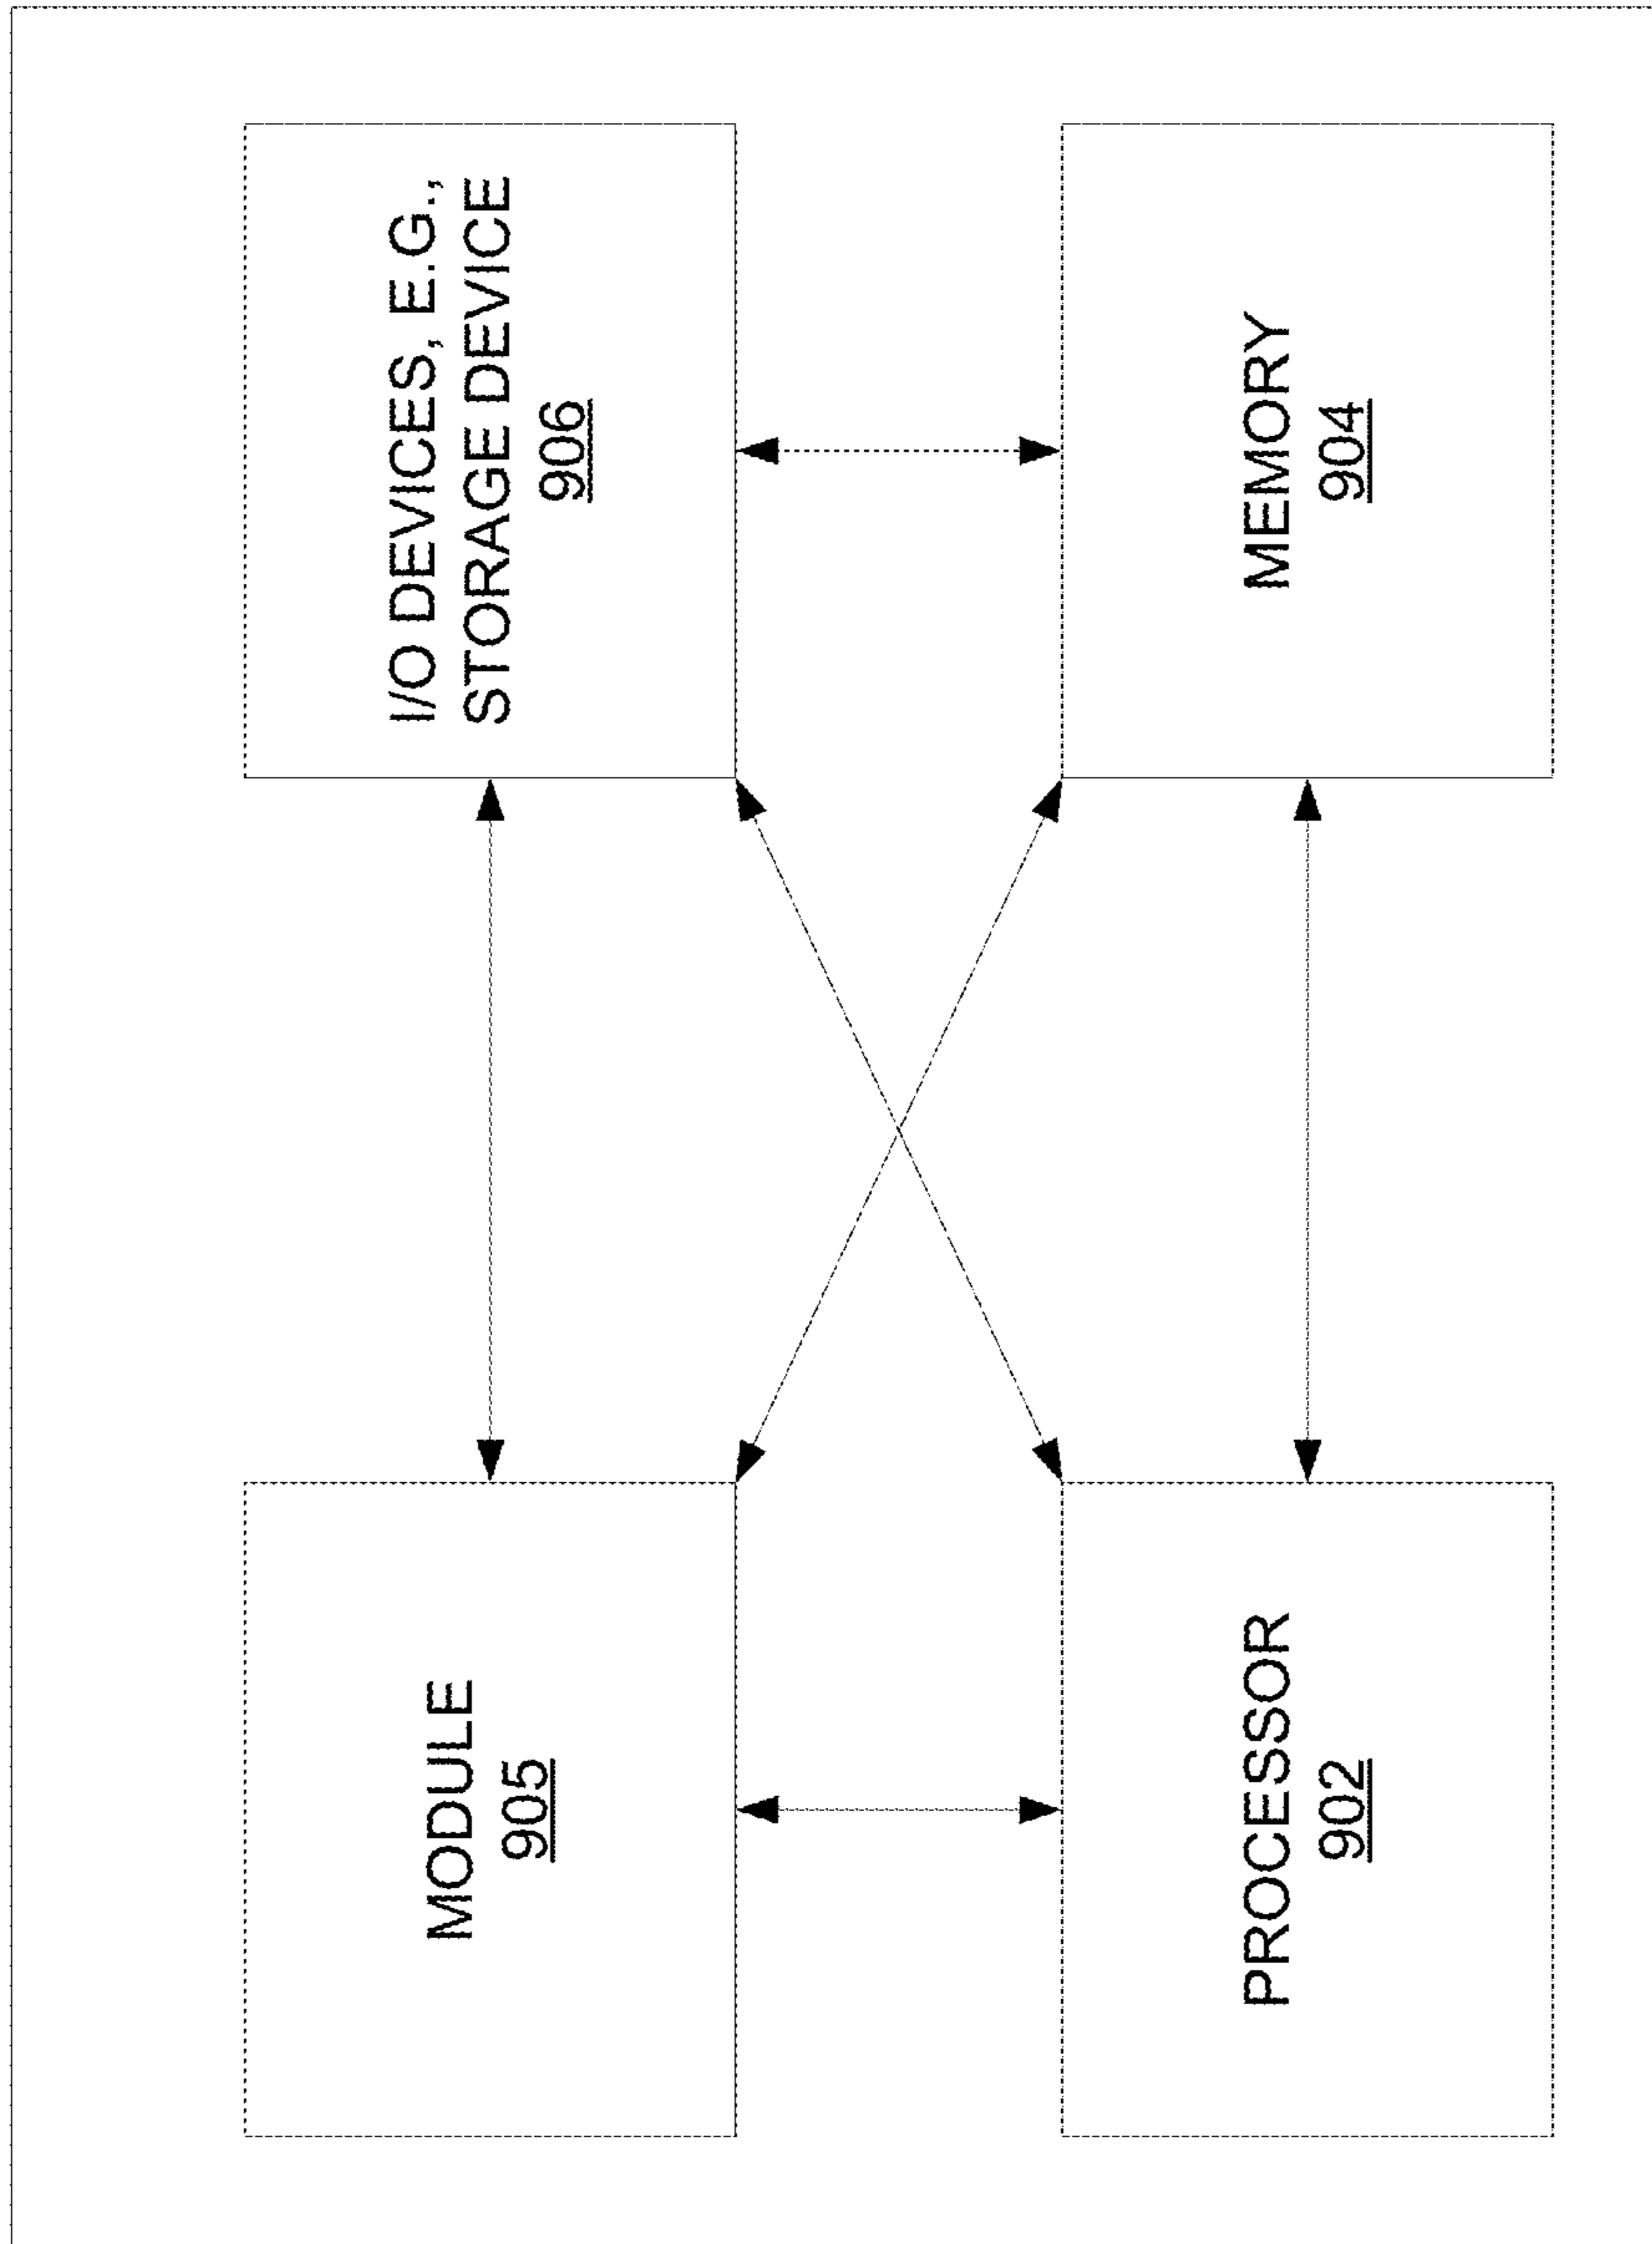 MODULE
905
I/O DEVICES, E.G.,
STORAGE DEVICE
906
PROCESSOR
902
MEMORY
904